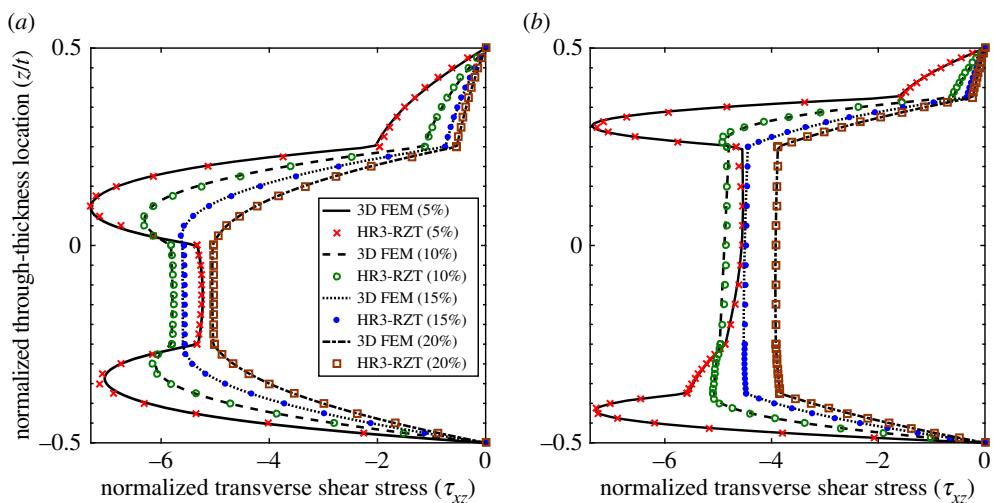 (a)
(b)
normalized through-thickness location (z/t)
0.5
0
−0.5
−6
−4
−2
0
normalized transverse shear stress (τxz)
3D FEM (5%)
HR3-RZT (5%)
3D FEM (10%)
HR3-RZT (10%)
3D FEM (15%)
HR3-RZT (15%)
3D FEM (20%)
HR3-RZT (20%)
0.5
0
−0.5
−6
−4
−2
0
normalized transverse shear stress (τxz)